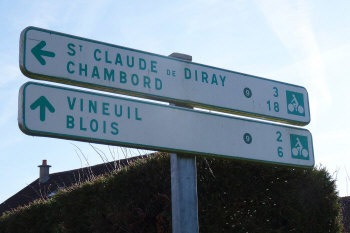 ST CLAUDE DE DIRAY 3
CHAMBORD 18
VINEUIL 2
BLOIS 6